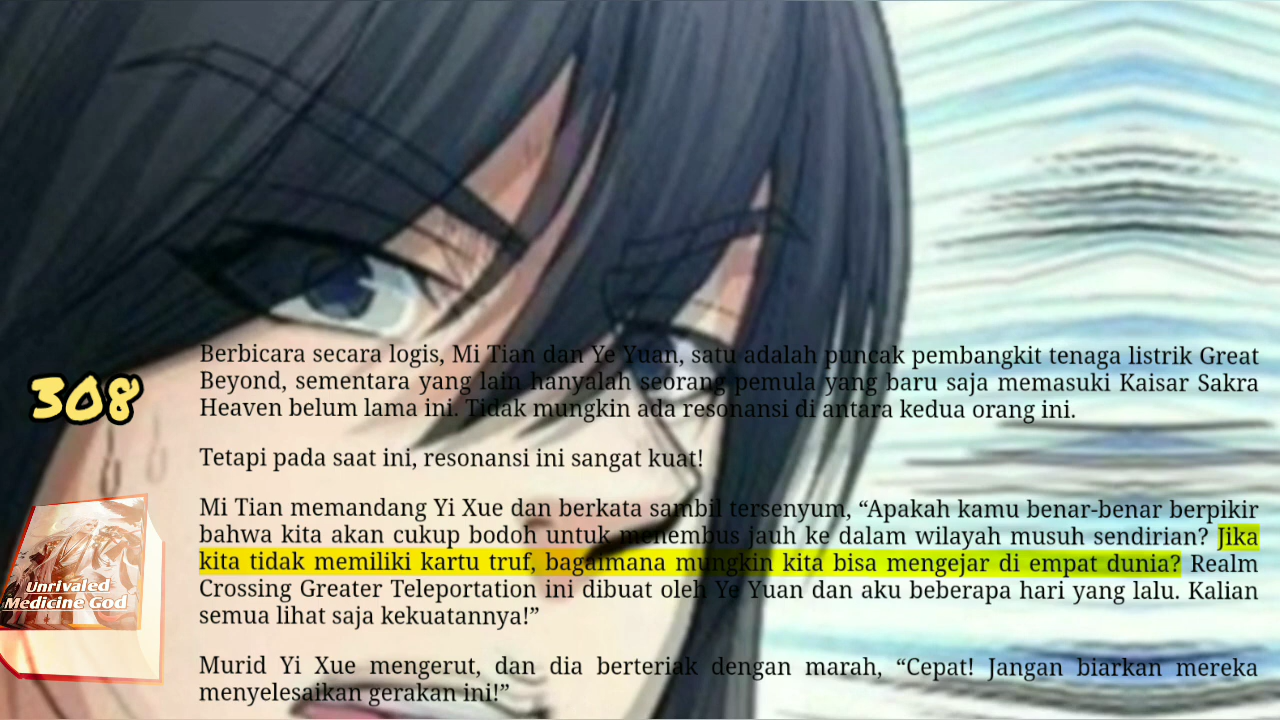 Berbicara secara logis, Mi Tian dan Ye Yuan, satu adalah puncak pembangkit tenaga listrik Great
Beyond, sementara yang lain hanyalah seorang pemula yang baru saja memasuki Kaisar Sakra
Heaven belum lama ini. Tidak mungkin ada resonansi di antara kedua orang ini.
308
Tetapi pada saat ini, resonansi ini sangat kuat!
Mi Tian memandang Yi Xue dan berkata sambil tersenyum, “Apakah kamu benar-benar berpikir
bahwa kita akan cukup bodoh untuk menembus jauh ke dalam wilayah musuh sendirian? Jika
kita tidak memiliki kartu truf, bagaimana mungkin kita bisa mengejar di empat dunia? Realm
Crossing Greater Teleportation ini dibuat oleh Ye Yuan dan aku beberapa hari yang lalu. Kalian
semua lihat saja kekuatannya!”
Unrivaled
Medicine God
Murid Yi Xue mengerut, dan dia berteriak dengan marah, “Cepat! Jangan biarkan mereka
menyelesaikan gerakan ini!”